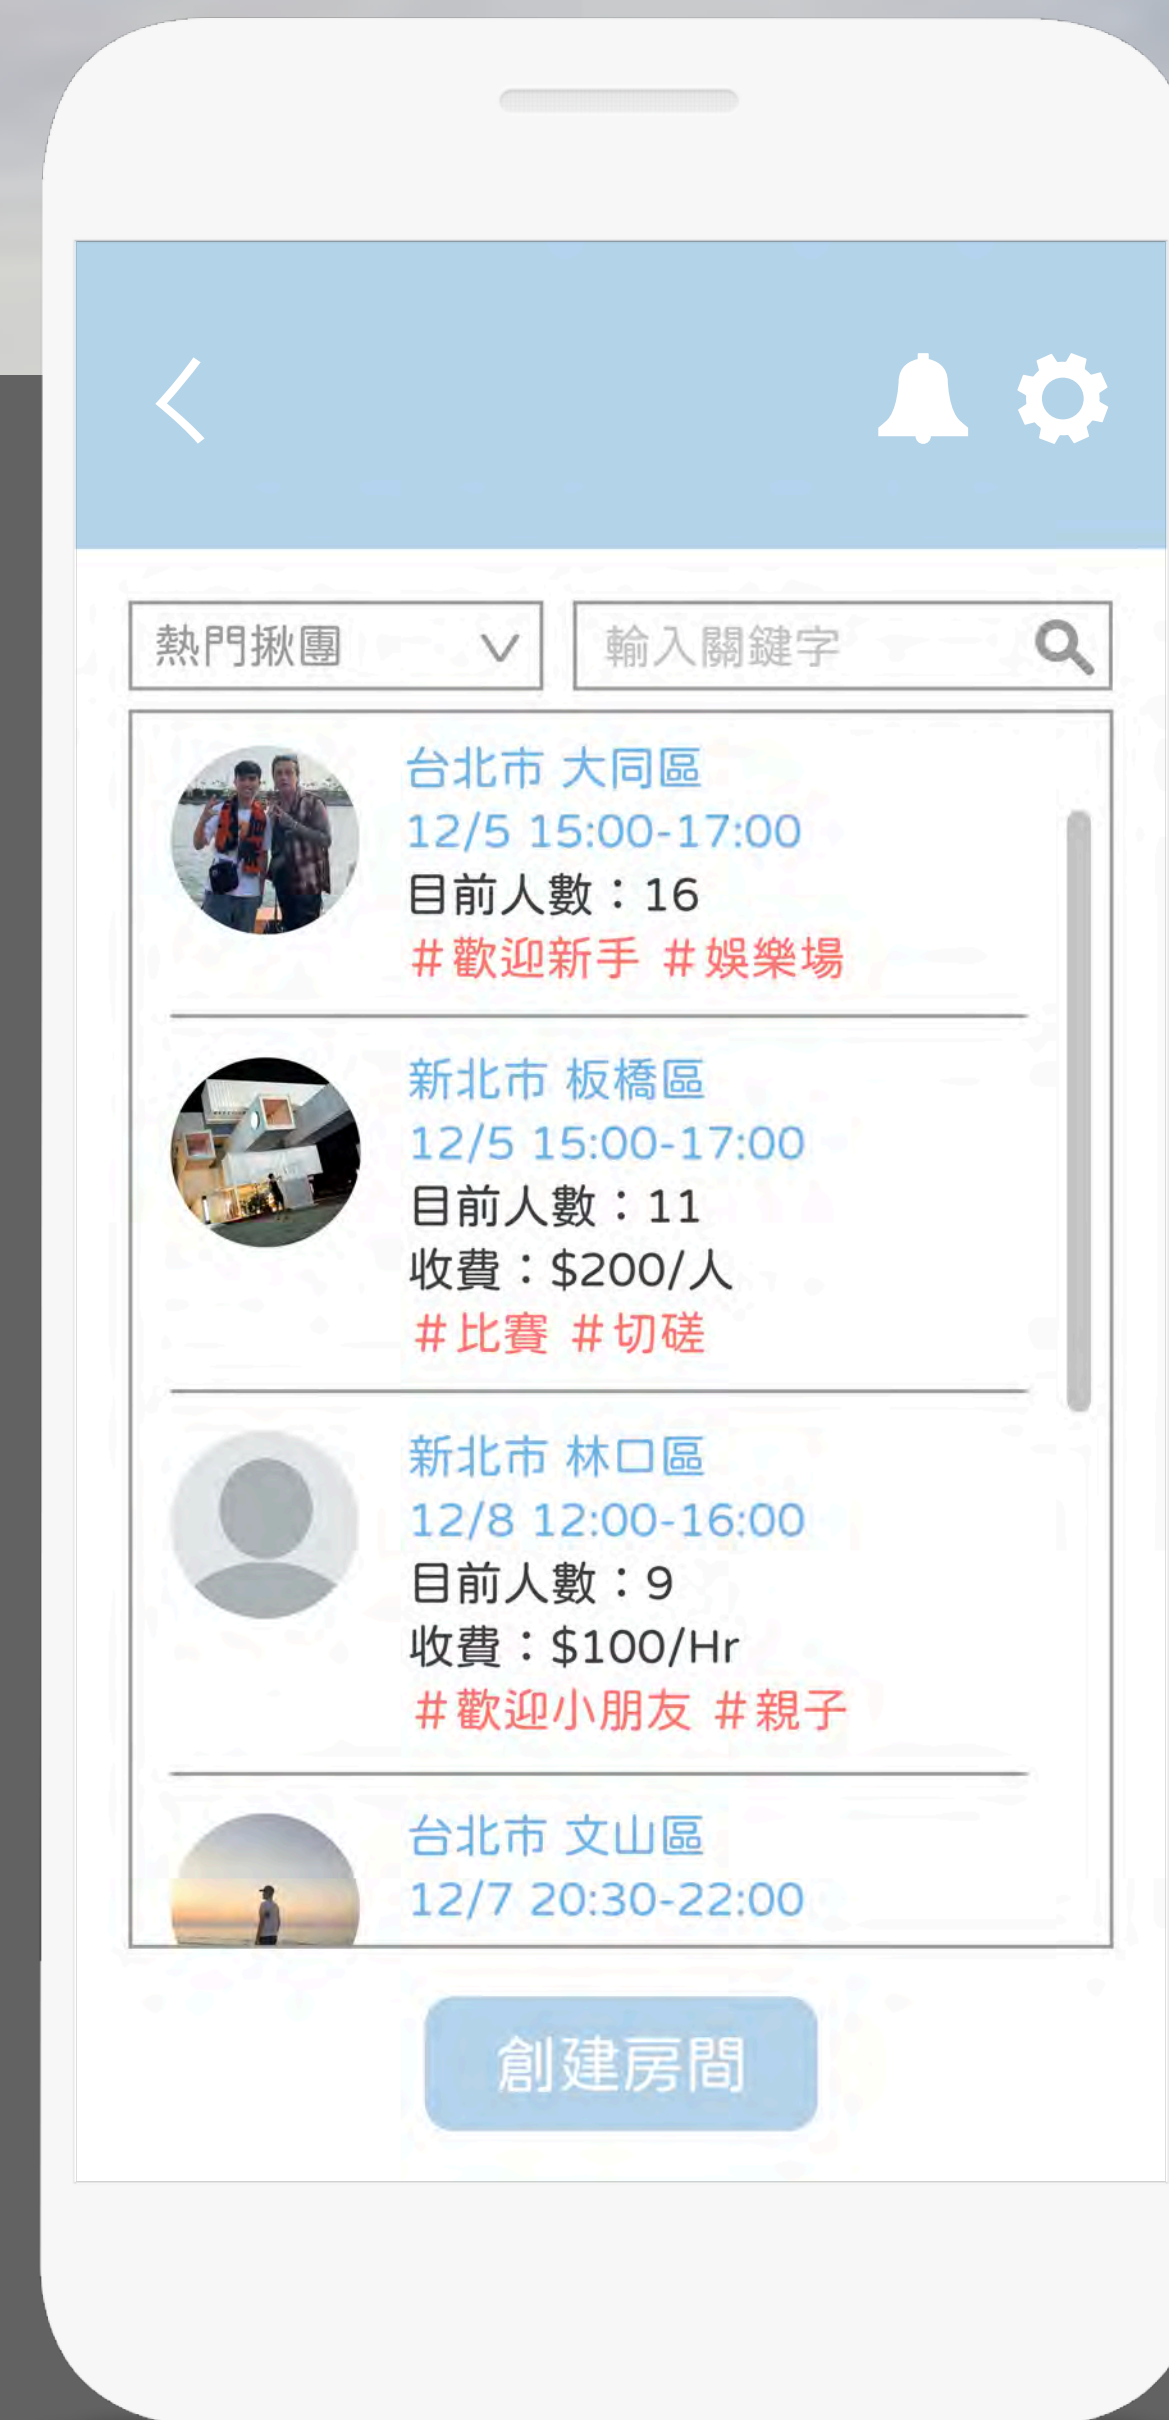 熱門揪團
輸入關鍵字
台北市 大同區
12/5 15:00-17:00
目前人數：16
#歡迎新手 #娛樂場
新北市 板橋區
12/5 15:00-17:00
目前人數：11
收費：$200/人
#比賽 #切磋
新北市 林口區
12/8 12:00-16:00
目前人數：9
收費：$100/Hr
#歡迎小朋友 #親子
台北市 文山區
12/7 20:30-22:00
創建房間